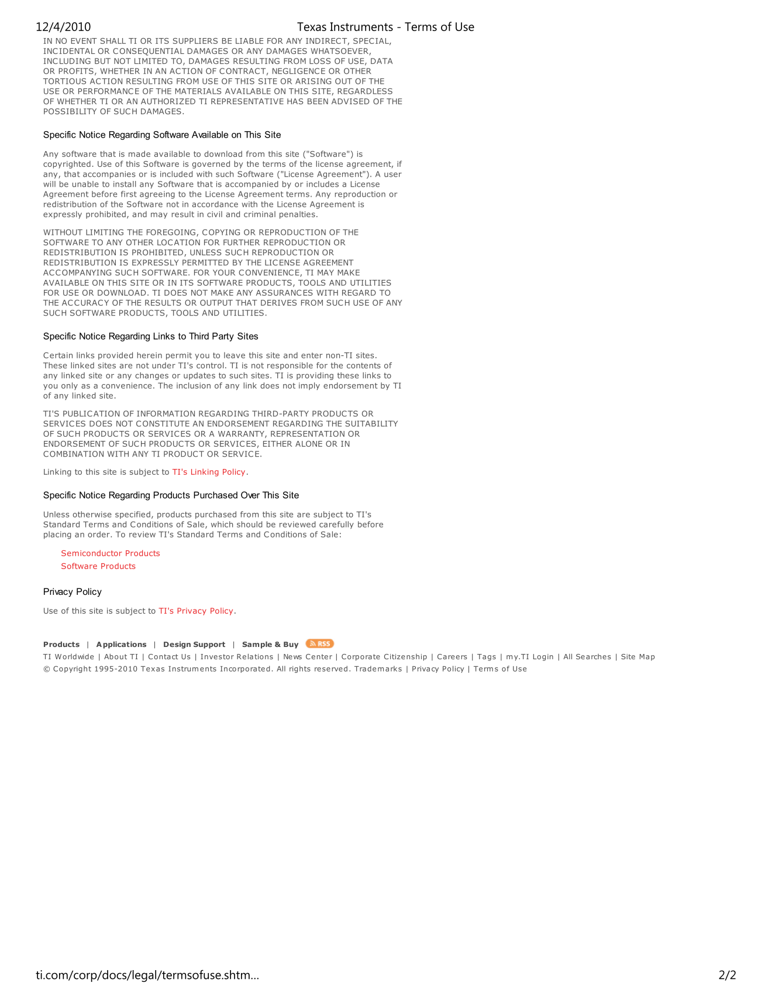 12/4/2010 Texas Instruments - Terms of Use
IN NO EVENT SHALL TI OR ITS SUPPLIERS BE LIABLE FOR ANY INDIRECT, SPECIAL,
INCIDENTAL OR CONSEQUENTIAL DAMAGES OR ANY DAMAGES WHATSOEVER,
INCLUDING BUT NOT LIMITED TO, DAMAGES RESULTING FROM LOSS OF USE, DATA
OR PROFITS, WHETHER IN AN ACTION OF CONTRACT, NEGLIGENCE OR OTHER
TORTIOUS ACTION RESULTING FROM USE OF THIS SITE OR ARISING OUT OF THE
USE OR PERFORMANCE OF THE MATERIALS AVAILABLE ON THIS SITE, REGARDLESS
OF WHETHER TI OR AN AUTHORIZED TI REPRESENTATIVE HAS BEEN ADVISED OF THE
POSSIBILITY OF SUCH DAMAGES.
Specific Notice Regarding Software Available on This Site
Any software that is made available to download from this site ("Software") is
copyrighted. Use of this Software is governed by the terms of the license agreement, if
any, that accompanies or is included with such Software ("License Agreement"). A user
will be unable to install any Software that is accompanied by or includes a License
Agreement before first agreeing to the License Agreement terms. Any reproduction or
redistribution of the Software not in accordance with the License Agreement is
expressly prohibited, and may result in civil and criminal penalties.
WITHOUT LIMITING THE FOREGOING, COPYING OR REPRODUCTION OF THE
SOFTWARE TO ANY OTHER LOCATION FOR FURTHER REPRODUCTION OR
REDISTRIBUTION IS PROHIBITED, UNLESS SUCH REPRODUCTION OR
REDISTRIBUTION IS EXPRESSLY PERMITTED BY THE LICENSE AGREEMENT
ACCOMPANYING SUCH SOFTWARE. FOR YOUR CONVENIENCE, TI MAY MAKE
AVAILABLE ON THIS SITE OR IN ITS SOFTWARE PRODUCTS, TOOLS AND UTILITIES
FOR USE OR DOWNLOAD. TI DOES NOT MAKE ANY ASSURANCES WITH REGARD TO
THE ACCURACY OF THE RESULTS OR OUTPUT THAT DERIVES FROM SUCH USE OF ANY
SUCH SOFTWARE PRODUCTS, TOOLS AND UTILITIES.
Specific Notice Regarding Links to Third Party Sites
Certain links provided herein permit you to leave this site and enter non-TI sites.
These linked sites are not under TI's control. TI is not responsible for the contents of
any linked site or any changes or updates to such sites. TI is providing these links to
you only as a convenience. The inclusion of any link does not imply endorsement by TI
of any linked site.
TI'S PUBLICATION OF INFORMATION REGARDING THIRD-PARTY PRODUCTS OR
SERVICES DOES NOT CONSTITUTE AN ENDORSEMENT REGARDING THE SUITABILITY
OF SUCH PRODUCTS OR SERVICES OR A WARRANTY, REPRESENTATION OR
ENDORSEMENT OF SUCH PRODUCTS OR SERVICES, EITHER ALONE OR IN
COMBINATION WITH ANY TI PRODUCT OR SERVICE.
Linking to this site is subject to TI's Linking Policy.
Specific Notice Regarding Products Purchased Over This Site
Unless otherwise specified, products purchased from this site are subject to TI's
Standard Terms and Conditions of Sale, which should be reviewed carefully before
placing an order. To review TI's Standard Terms and Conditions of Sale:
Semiconductor Products
Software Products
Privacy Policy
Use of this site is subject to TI's Privacy Policy.
Products | Applications | Design Support | Sample & Buy RSS
TI Worldwide | About TI | Contact Us | Investor Relations | News Center | Corporate Citizenship | Careers | Tags | my.TI Login | All Searches | Site Map
© Copyright 1995-2010 Texas Instruments Incorporated. All rights reserved. Trademarks | Privacy Policy | Terms of Use
ti.com/corp/docs/legal/termsofuse.shtm... 2/2